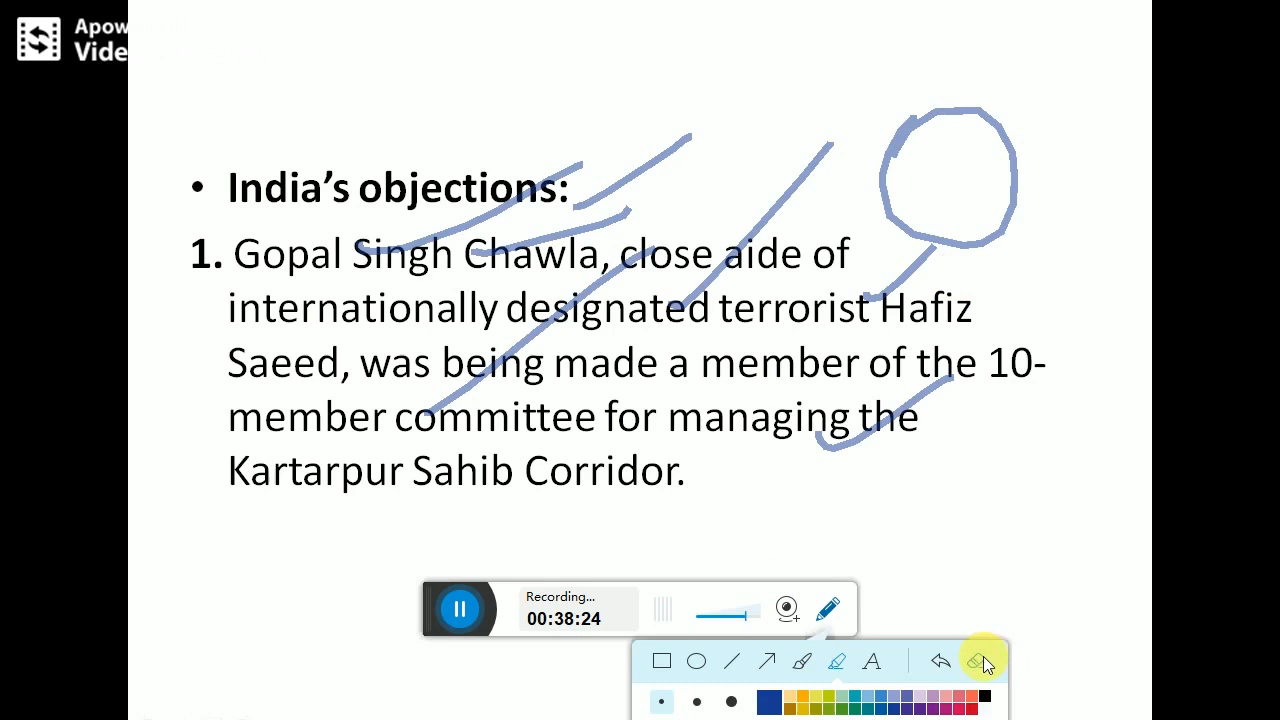 Apow
Vide
• India's objections:
1. Gopal Singh Chawla, close aide of
internationally designated terrorist Hafiz
Saeed, was being made a member of the 10-
member committee for managing the
Kartarpur Sahib Corridor.
Recording...
00:38:24
A